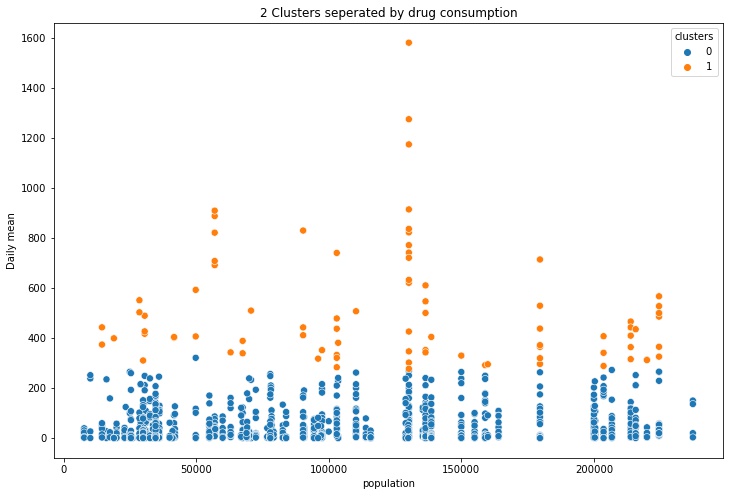 2 Clusters seperated by drug consumption
clusters
0
1
1600
1400
1200
1000
800
600
400
200
0
Daily mean
0 50000 100000 150000 200000
population